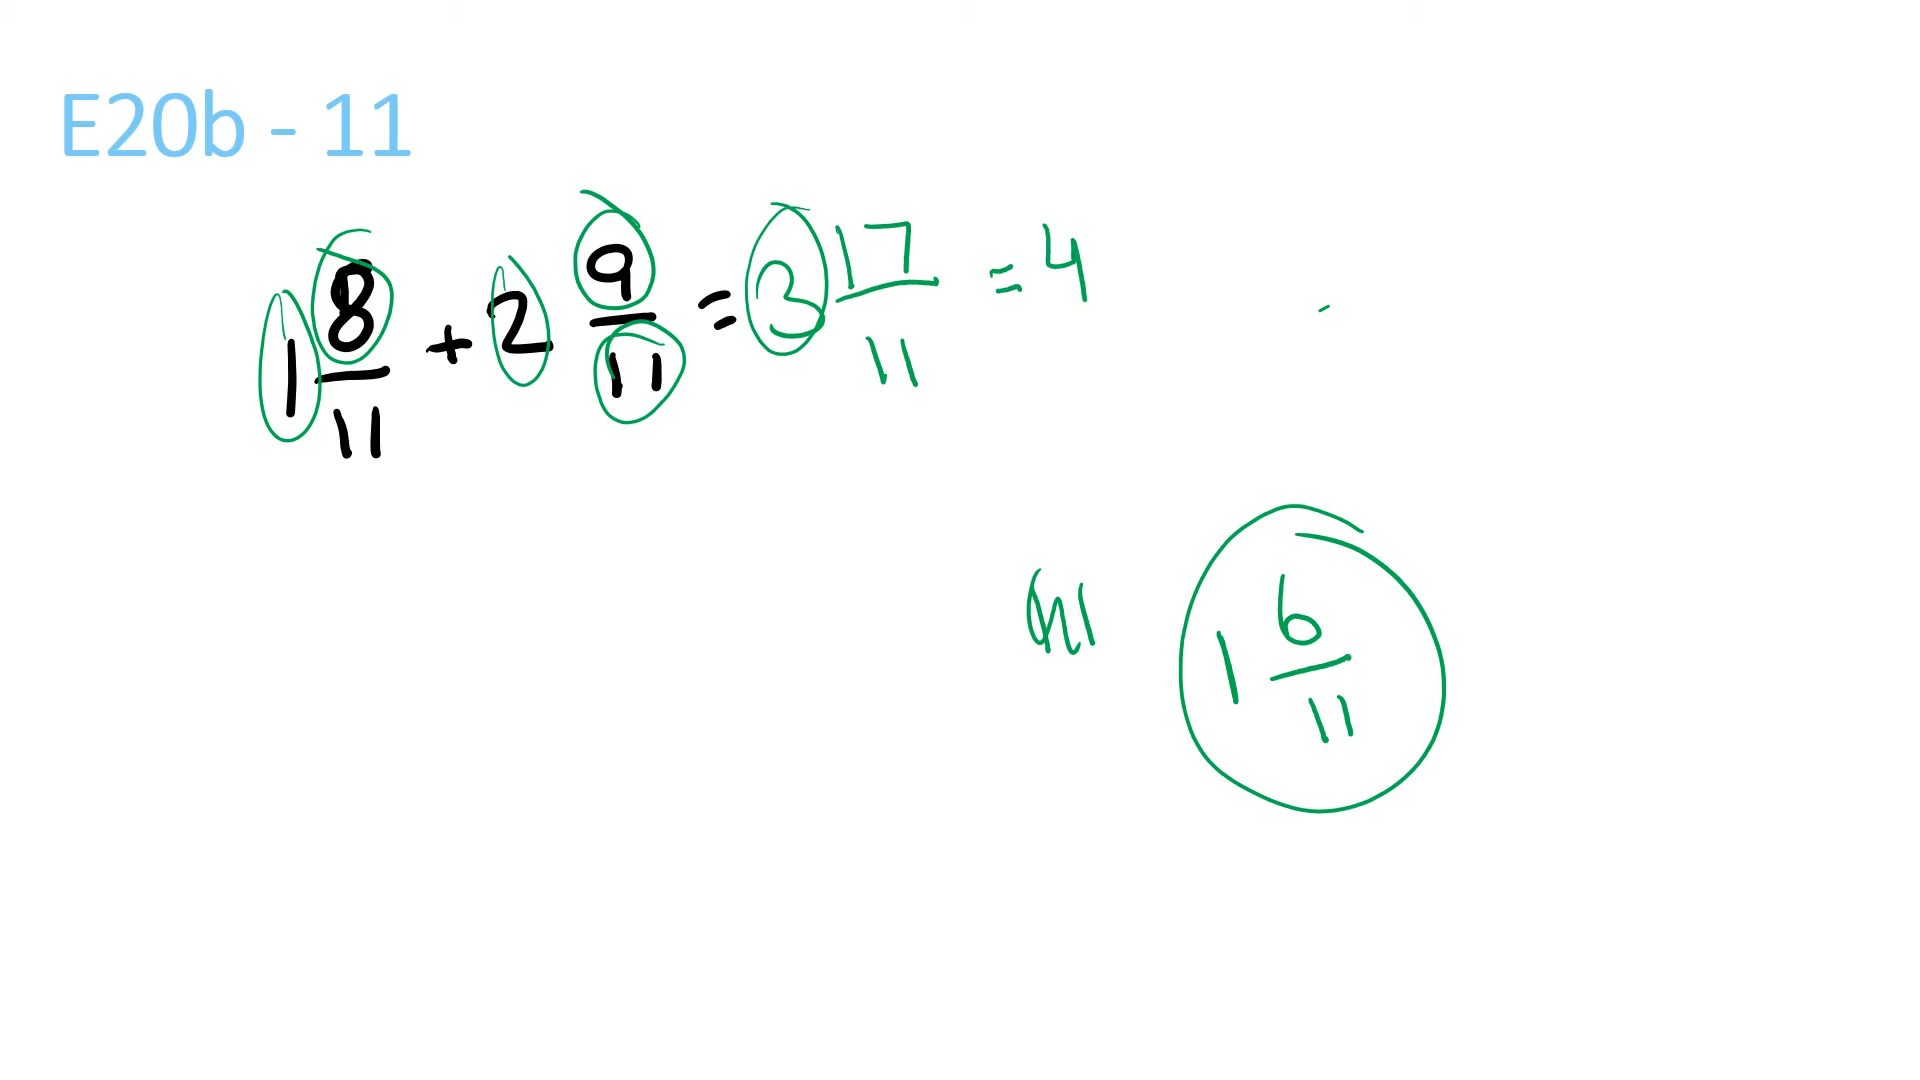 E20b - 11
1 8/11 + 2 9/11 = 3 17/11 = 4
1 6/11